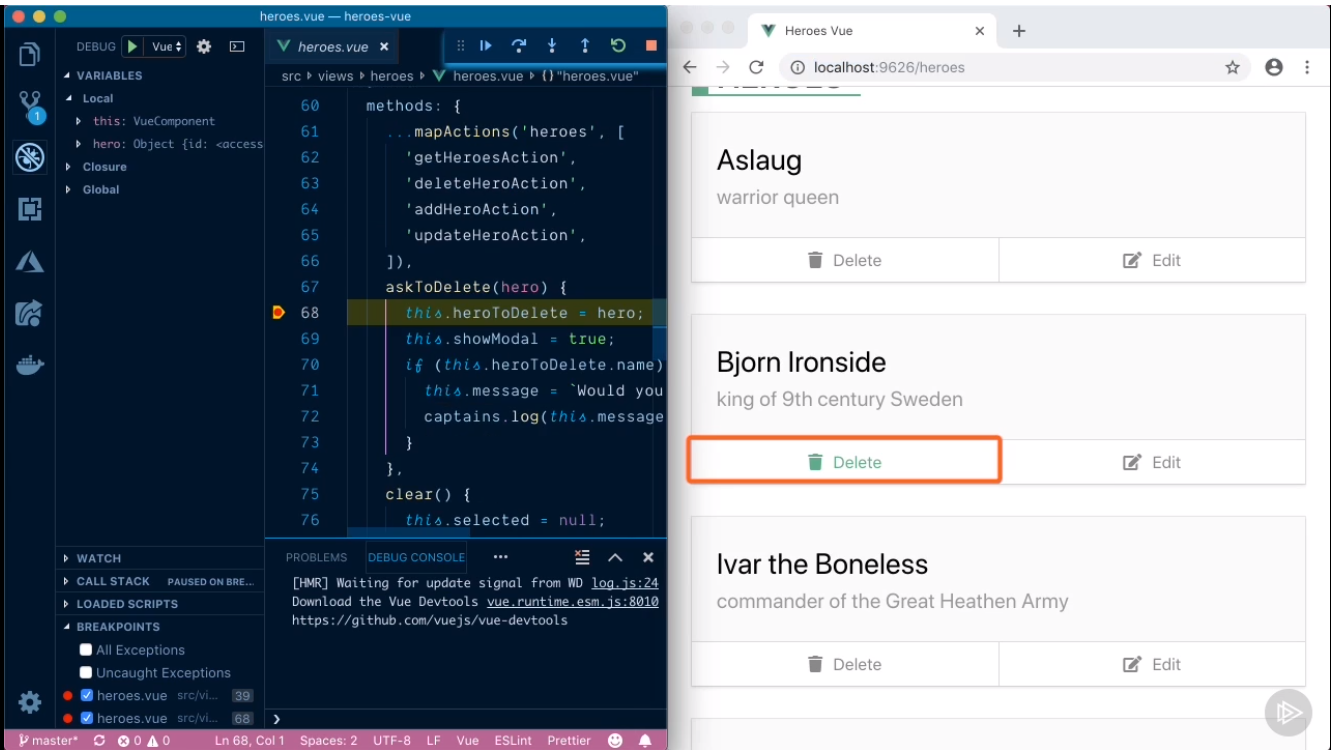 heroes.vue — heroes-vue
DEBUG Vue
VARIABLES
Local
this: VueComponent
hero: Object {id: <access
Closure
Global
1
WATCH
CALL STACK PAUSED ON BRE...
LOADED SCRIPTS
BREAKPOINTS
All Exceptions
Uncaught Exceptions
heroes.vue src/vi... 39
heroes.vue src/vi... 68
heroes.vue
src views heroes heroes.vue {} "heroes.vue"
60 methods: {
61 ...mapActions('heroes', [
62 'getHeroesAction',
63 'deleteHeroAction',
64 'addHeroAction',
65 'updateHeroAction',
66 ]),
67 askToDelete(hero) {
68 this.heroToDelete = hero;
69 this.showModal = true;
70 if (this.heroToDelete.name)
71 this.message = `Would you
72 captains.log(this.message
73 }
74 },
75 clear() {
76 this.selected = null;
PROBLEMS DEBUG CONSOLE ...
[HMR] Waiting for update signal from WD log.js:24
Download the Vue Devtools vue.runtime.esm.js:8010
https://github.com/vuejs/vue-devtools
master* 0 0 Ln 68, Col 1 Spaces: 2 UTF-8 LF Vue ESLint Prettier
Heroes Vue
localhost:9626/heroes
HEROES
Aslaug
warrior queen
Delete Edit
Bjorn Ironside
king of 9th century Sweden
Delete Edit
Ivar the Boneless
commander of the Great Heathen Army
Delete Edit